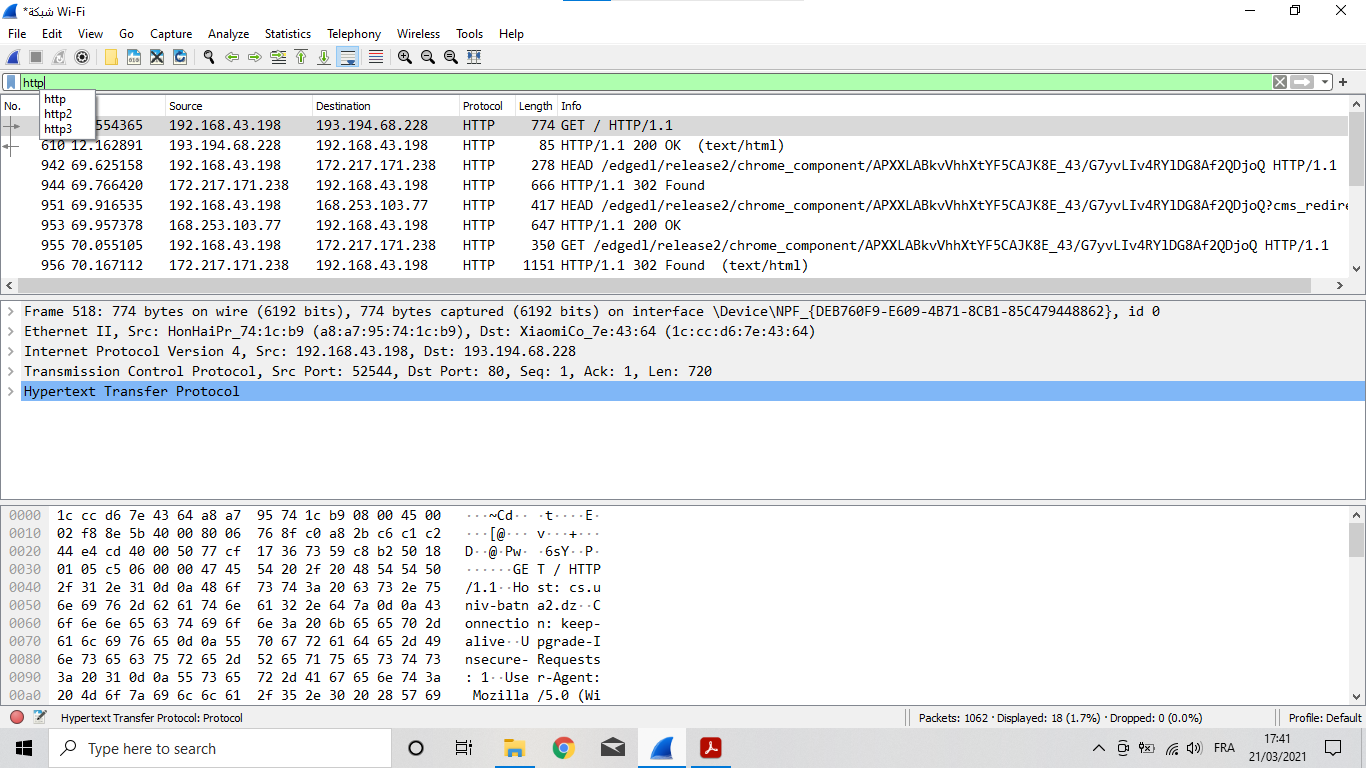 *شبكة Wi-Fi
File Edit View Go Capture Analyze Statistics Telephony Wireless Tools Help
http
http
http2
http3
No. Source Destination Protocol Length Info
554365 192.168.43.198 193.194.68.228 HTTP 774 GET / HTTP/1.1
610 12.162891 193.194.68.228 192.168.43.198 HTTP 85 HTTP/1.1 200 OK (text/html)
942 69.625158 192.168.43.198 172.217.171.238 HTTP 278 HEAD /edgedl/release2/chrome_component/APXXLABkvVhhXtYF5CAJK8E_43/G7yvLIv4RYlDG8Af2QDjoQ HTTP/1.1
944 69.766420 172.217.171.238 192.168.43.198 HTTP 666 HTTP/1.1 302 Found
951 69.916535 192.168.43.198 168.253.103.77 HTTP 417 HEAD /edgedl/release2/chrome_component/APXXLABkvVhhXtYF5CAJK8E_43/G7yvLIv4RYlDG8Af2QDjoQ?cms_redire
953 69.957378 168.253.103.77 192.168.43.198 HTTP 647 HTTP/1.1 200 OK
955 70.055105 192.168.43.198 172.217.171.238 HTTP 350 GET /edgedl/release2/chrome_component/APXXLABkvVhhXtYF5CAJK8E_43/G7yvLIv4RYlDG8Af2QDjoQ HTTP/1.1
956 70.167112 172.217.171.238 192.168.43.198 HTTP 1151 HTTP/1.1 302 Found (text/html)
Frame 518: 774 bytes on wire (6192 bits), 774 bytes captured (6192 bits) on interface \Device\NPF_{DEB760F9-E609-4B71-8CB1-85C479448862}, id 0
Ethernet II, Src: HonHaiPr_74:1c:b9 (a8:a7:95:74:1c:b9), Dst: XiaomiCo_7e:43:64 (1c:cc:d6:7e:43:64)
Internet Protocol Version 4, Src: 192.168.43.198, Dst: 193.194.68.228
Transmission Control Protocol, Src Port: 52544, Dst Port: 80, Seq: 1, Ack: 1, Len: 720
Hypertext Transfer Protocol
0000 1c cc d6 7e 43 64 a8 a7 95 74 1c b9 08 00 45 00 ···~Cd·· ·t····E·
0010 02 f8 8e 5b 40 00 80 06 76 8f c0 a8 2b c6 c1 c2 ···[@··· v···+···
0020 44 e4 cd 40 00 50 77 cf 17 36 73 59 c8 b2 50 18 D··@·Pw· ·6sY··P·
0030 01 05 c5 06 00 00 47 45 54 20 2f 20 48 54 54 50 ······GE T / HTTP
0040 2f 31 2e 31 0d 0a 48 6f 73 74 3a 20 63 73 2e 75 /1.1··Ho st: cs.u
0050 6e 69 76 2d 62 61 74 6e 61 32 2e 64 7a 0d 0a 43 niv-batn a2.dz··C
0060 6f 6e 6e 65 63 74 69 6f 6e 3a 20 6b 65 65 70 2d onnectio n: keep-
0070 61 6c 69 76 65 0d 0a 55 70 67 72 61 64 65 2d 49 alive··U pgrade-I
0080 6e 73 65 63 75 72 65 2d 52 65 71 75 65 73 74 73 nsecure- Requests
0090 3a 20 31 0d 0a 55 73 65 72 2d 41 67 65 6e 74 3a : 1··Use r-Agent:
00a0 20 4d 6f 7a 69 6c 6c 61 2f 35 2e 30 20 28 57 69 Mozilla /5.0 (Wi
Hypertext Transfer Protocol: Protocol Packets: 1062 · Displayed: 18 (1.7%) · Dropped: 0 (0.0%) Profile: Default
Type here to search FRA 17:41
21/03/2021